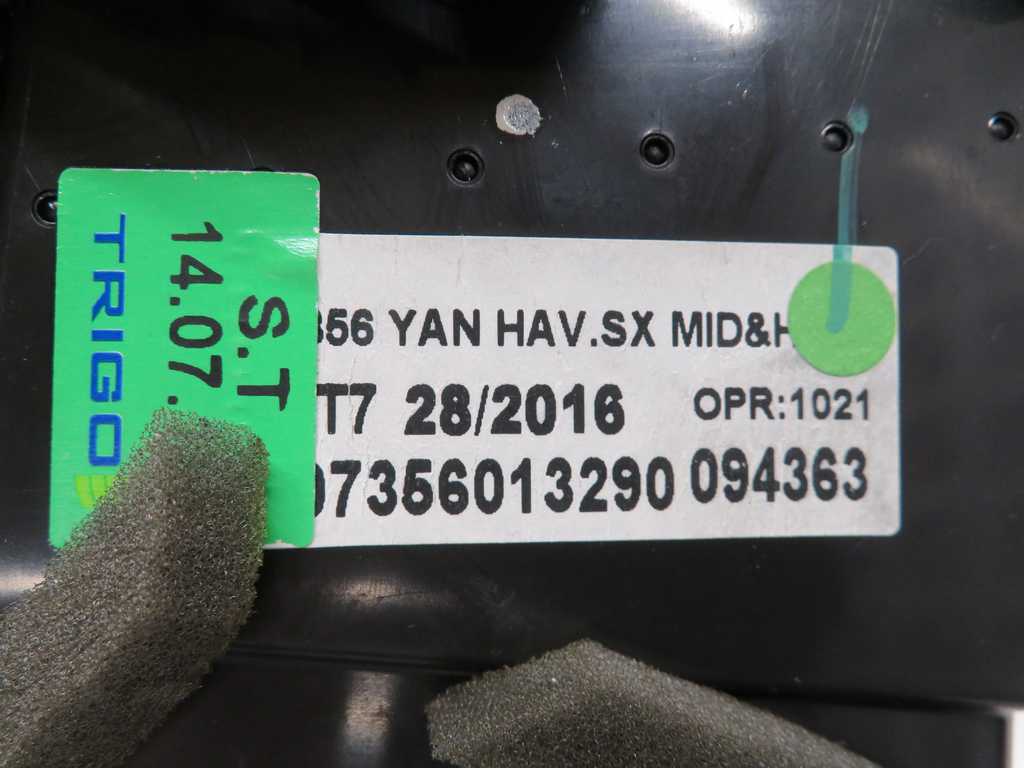 TRIGO
14.07.
S.T
356 YAN HAV.SX MID&H
T7 28/2016 OPR:1021
07356013290 094363